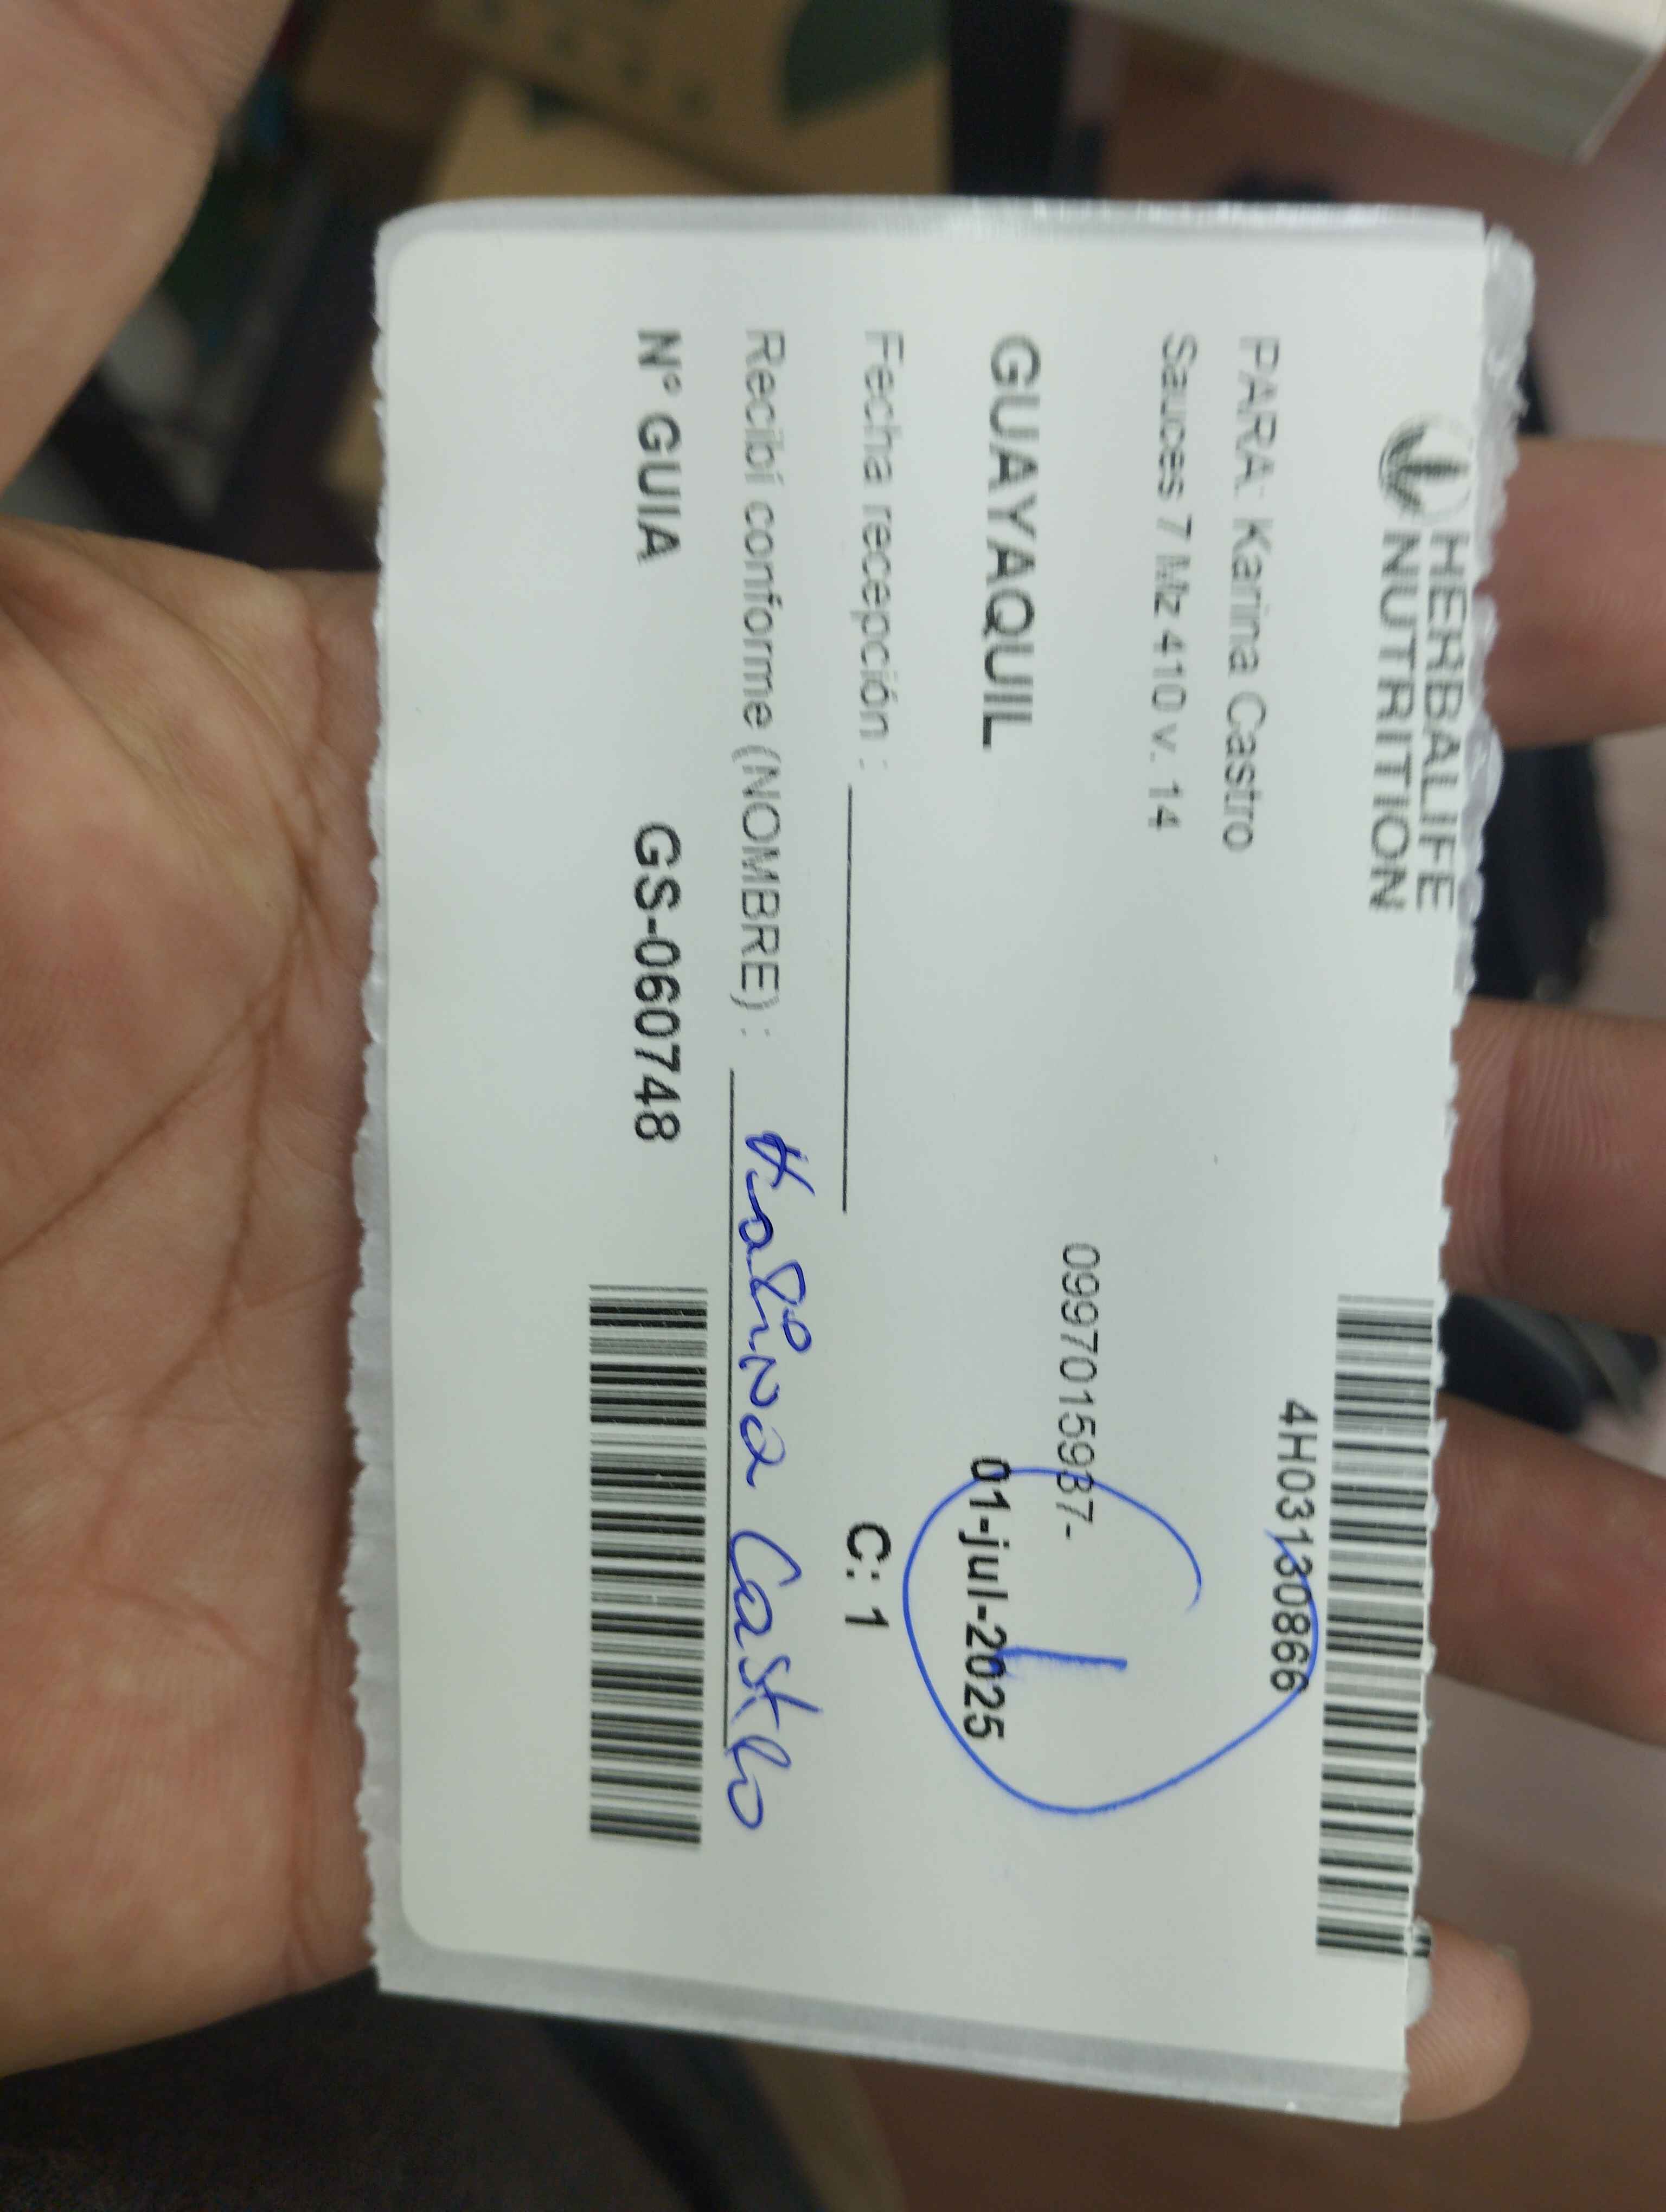 HERBALIFE
NUTRITION
4H03130866
PARA: Karina Castro
Sauces 7 Mz 410 v. 14
0997015987-
GUAYAQUIL
01-jul-2025
1
Fecha recepción :
C: 1
Recibí conforme (NOMBRE) : Karina Castro
N° GUIA GS-060748